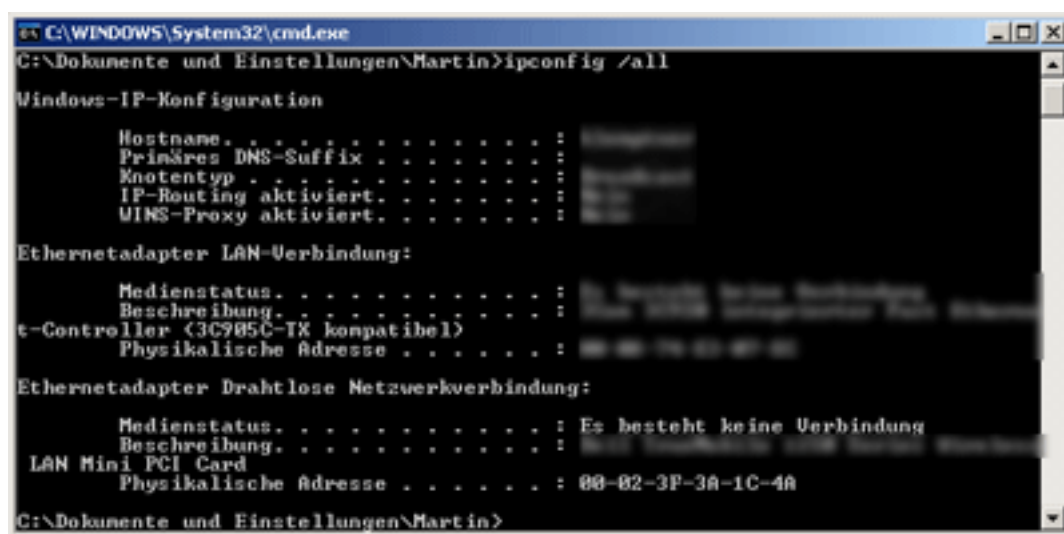 C:\WINDOWS\System32\cmd.exe
C:\Dokumente und Einstellungen\Martin>ipconfig /all
Windows-IP-Konfiguration
Hostname. . . . . . . . . . . . . :
Primäres DNS-Suffix . . . . . . . :
Knotentyp . . . . . . . . . . . . :
IP-Routing aktiviert. . . . . . . :
WINS-Proxy aktiviert. . . . . . . :
Ethernetadapter LAN-Verbindung:
Medienstatus. . . . . . . . . . . :
Beschreibung. . . . . . . . . . . :
t-Controller (3C905C-TX kompatibel)
Physikalische Adresse . . . . . . :
Ethernetadapter Drahtlose Netzwerkverbindung:
Medienstatus. . . . . . . . . . . : Es besteht keine Verbindung
Beschreibung. . . . . . . . . . . :
LAN Mini PCI Card
Physikalische Adresse . . . . . . : 00-02-3F-3A-1C-4A
C:\Dokumente und Einstellungen\Martin>